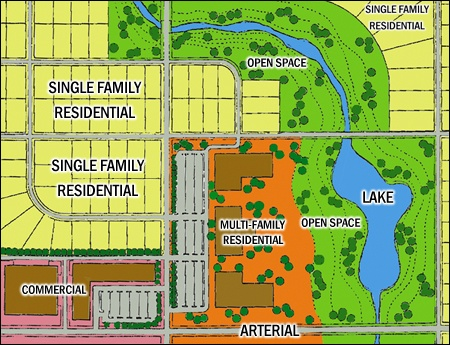 SINGLE FAMILY
RESIDENTIAL
OPEN SPACE
SINGLE FAMILY
RESIDENTIAL
SINGLE FAMILY
RESIDENTIAL
LAKE
MULTI-FAMILY
RESIDENTIAL
OPEN SPACE
COMMERCIAL
ARTERIAL